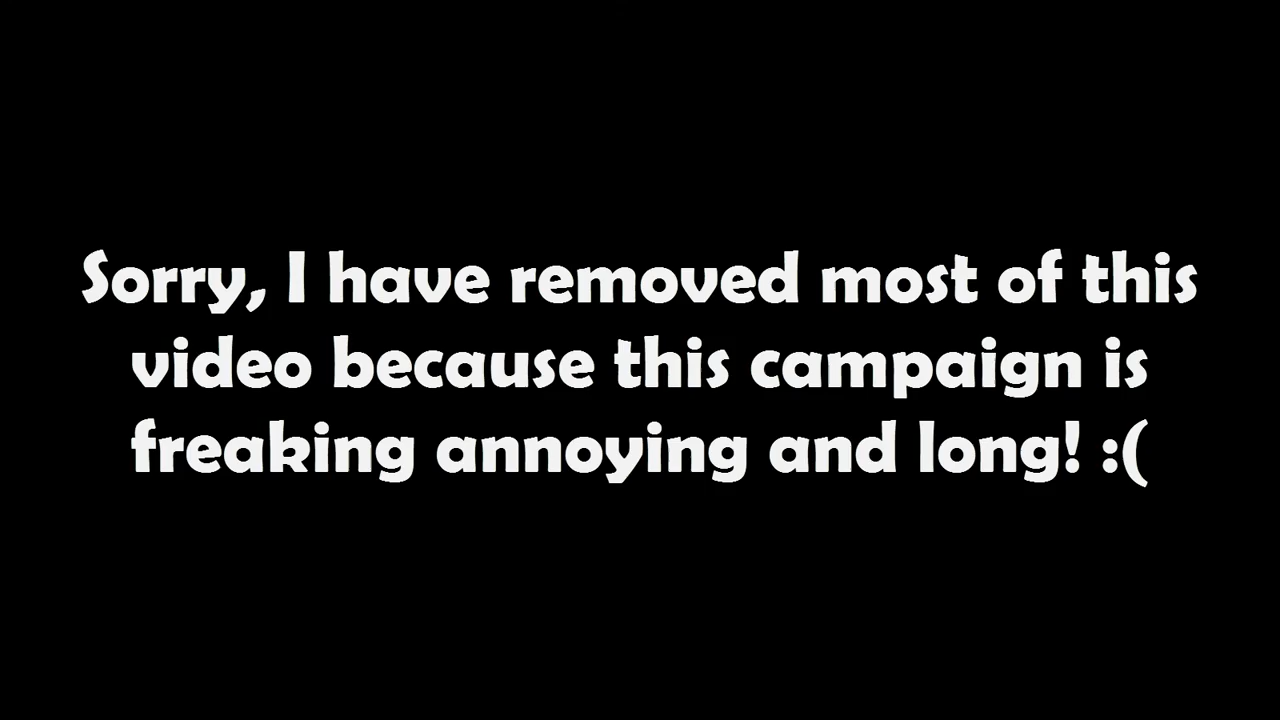 Sorry, I have removed most of this
video because this campaign is
freaking annoying and long! :(